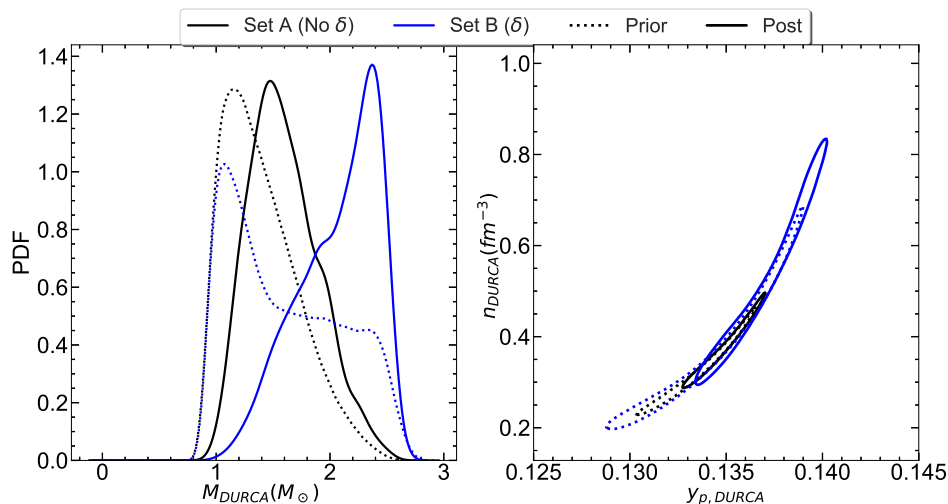 Set A (No δ) Set B (δ) Prior Post
PDF
1.4
1.2
1.0
0.8
0.6
0.4
0.2
0.0
0 1 2 3
M_DURCA(M_⊙)
n_DURCA(fm⁻³)
1.0
0.8
0.6
0.4
0.2
0.125 0.130 0.135 0.140 0.145
y_p,DURCA